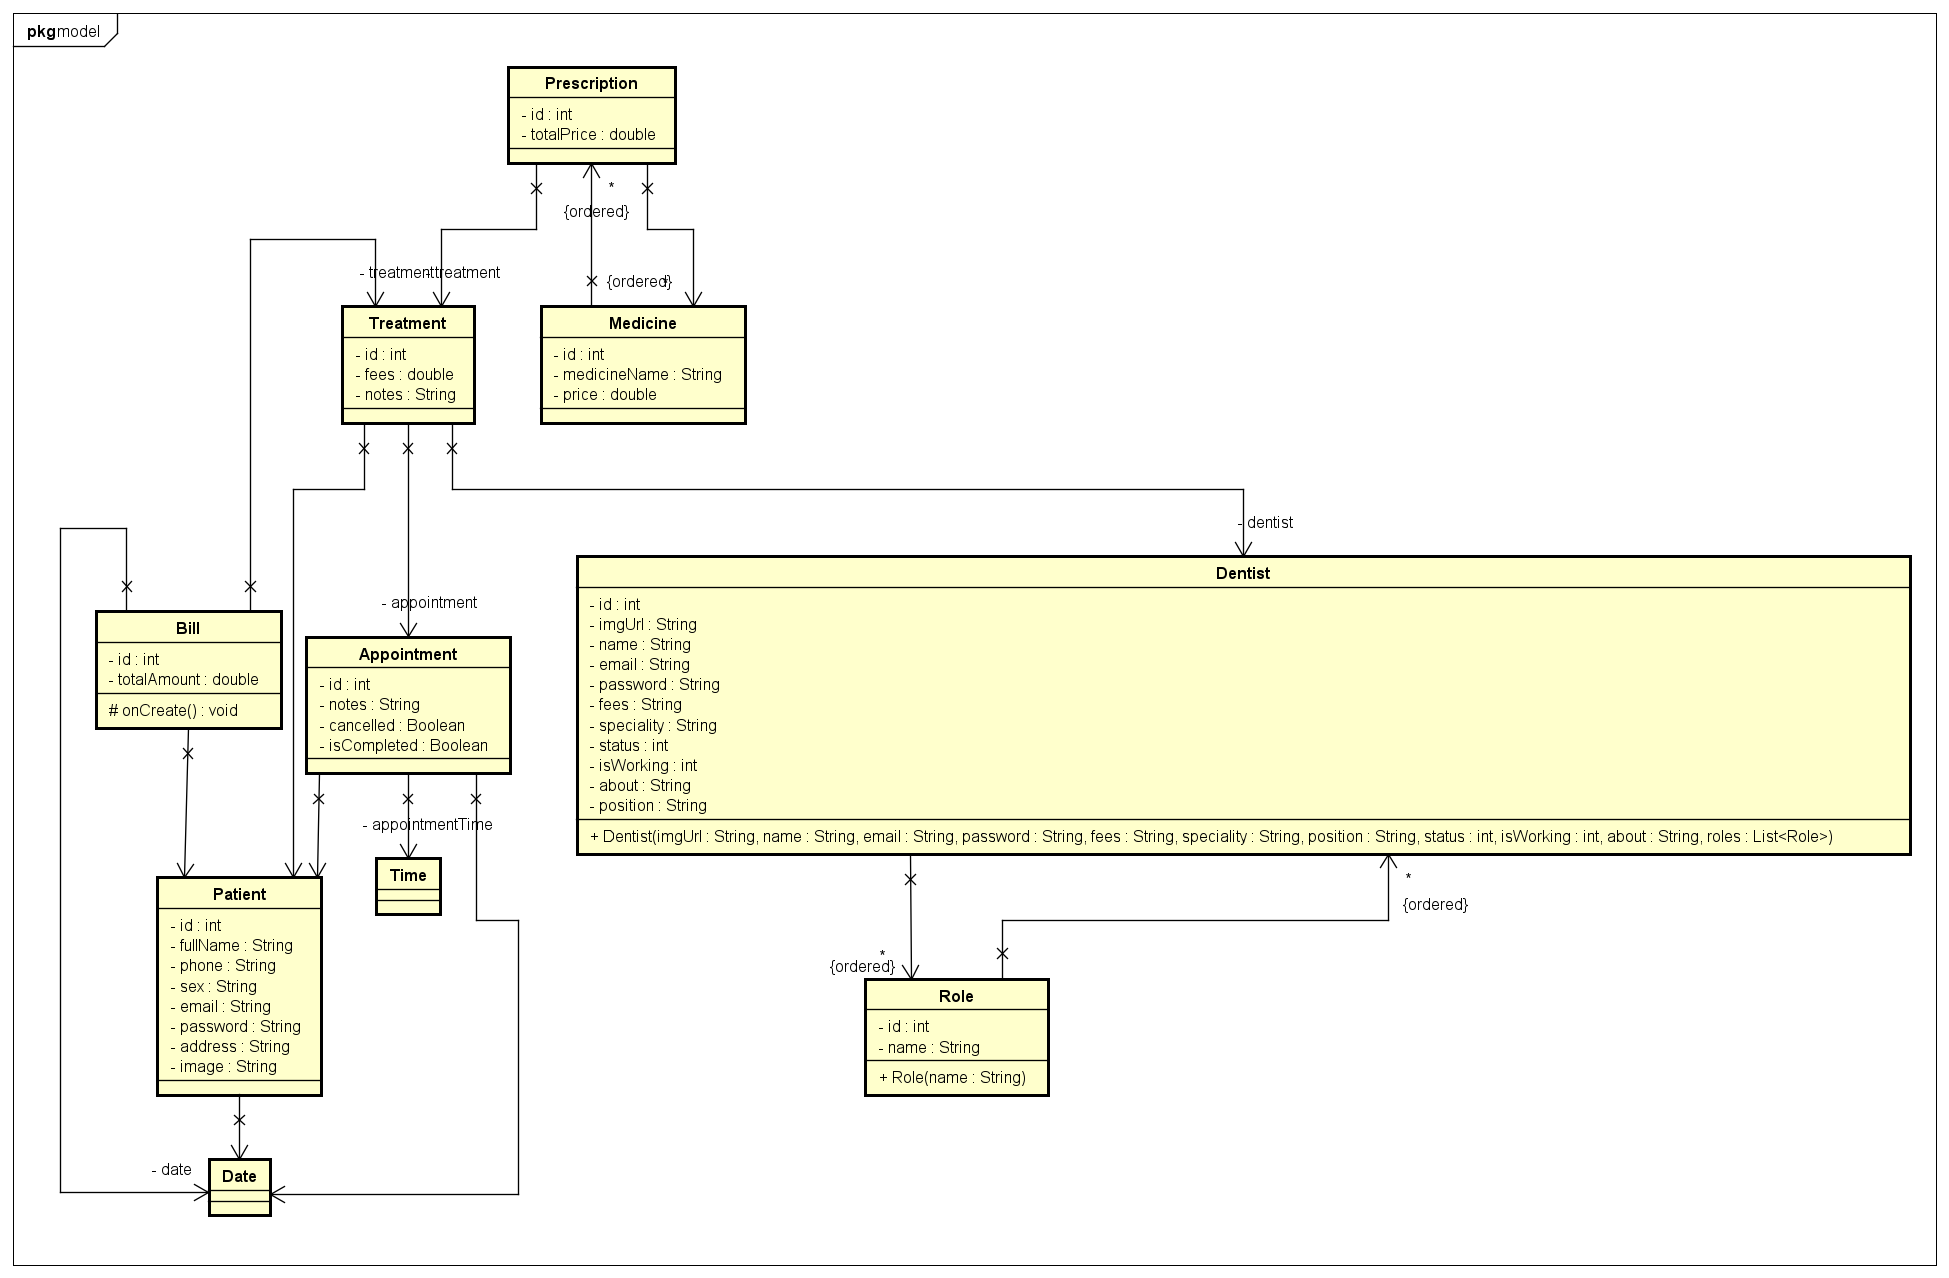 pkg model
Prescription
- id : int
- totalPrice : double
*
{ordered}
- treatment
- treatment
{ordered}
*
Treatment
- id : int
- fees : double
- notes : String
Medicine
- id : int
- medicineName : String
- price : double
- dentist
Dentist
- id : int
- imgUrl : String
- name : String
- email : String
- password : String
- fees : String
- speciality : String
- status : int
- isWorking : int
- about : String
- position : String
+ Dentist(imgUrl : String, name : String, email : String, password : String, fees : String, speciality : String, position : String, status : int, isWorking : int, about : String, roles : List<Role>)
- appointment
Bill
- id : int
- totalAmount : double
# onCreate() : void
Appointment
- id : int
- notes : String
- cancelled : Boolean
- isCompleted : Boolean
- appointmentTime
Time
Patient
- id : int
- fullName : String
- phone : String
- sex : String
- email : String
- password : String
- address : String
- image : String
*
{ordered}
*
{ordered}
Role
- id : int
- name : String
+ Role(name : String)
- date
Date